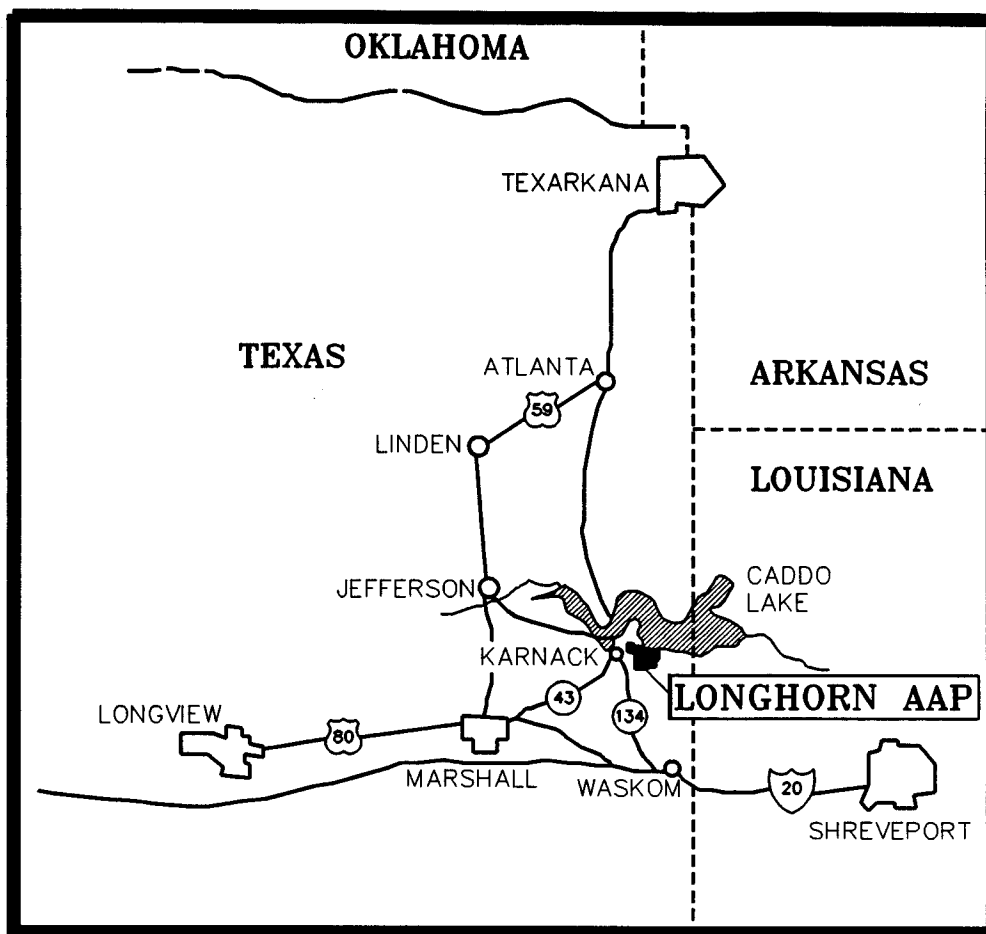 OKLAHOMA
TEXARKANA
TEXAS
ATLANTA
ARKANSAS
59
LINDEN
LOUISIANA
JEFFERSON
CADDO
LAKE
KARNACK
LONGHORN AAP
43
134
LONGVIEW
80
MARSHALL
WASKOM
20
SHREVEPORT